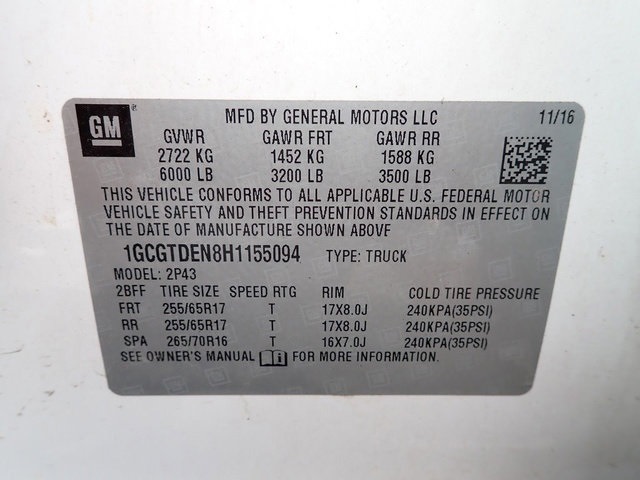 GM
MFD BY GENERAL MOTORS LLC 11/16
GVWR GAWR FRT GAWR RR
2722 KG 1452 KG 1588 KG
6000 LB 3200 LB 3500 LB
THIS VEHICLE CONFORMS TO ALL APPLICABLE U.S. FEDERAL MOTOR
VEHICLE SAFETY AND THEFT PREVENTION STANDARDS IN EFFECT ON
THE DATE OF MANUFACTURE SHOWN ABOVE
1GCGTDEN8H1155094 TYPE: TRUCK
MODEL: 2P43
2BFF TIRE SIZE SPEED RTG RIM COLD TIRE PRESSURE
FRT 255/65R17 T 17X8.0J 240KPA(35PSI)
RR 255/65R17 T 17X8.0J 240KPA(35PSI)
SPA 265/70R16 T 16X7.0J 240KPA(35PSI)
SEE OWNER'S MANUAL FOR MORE INFORMATION.